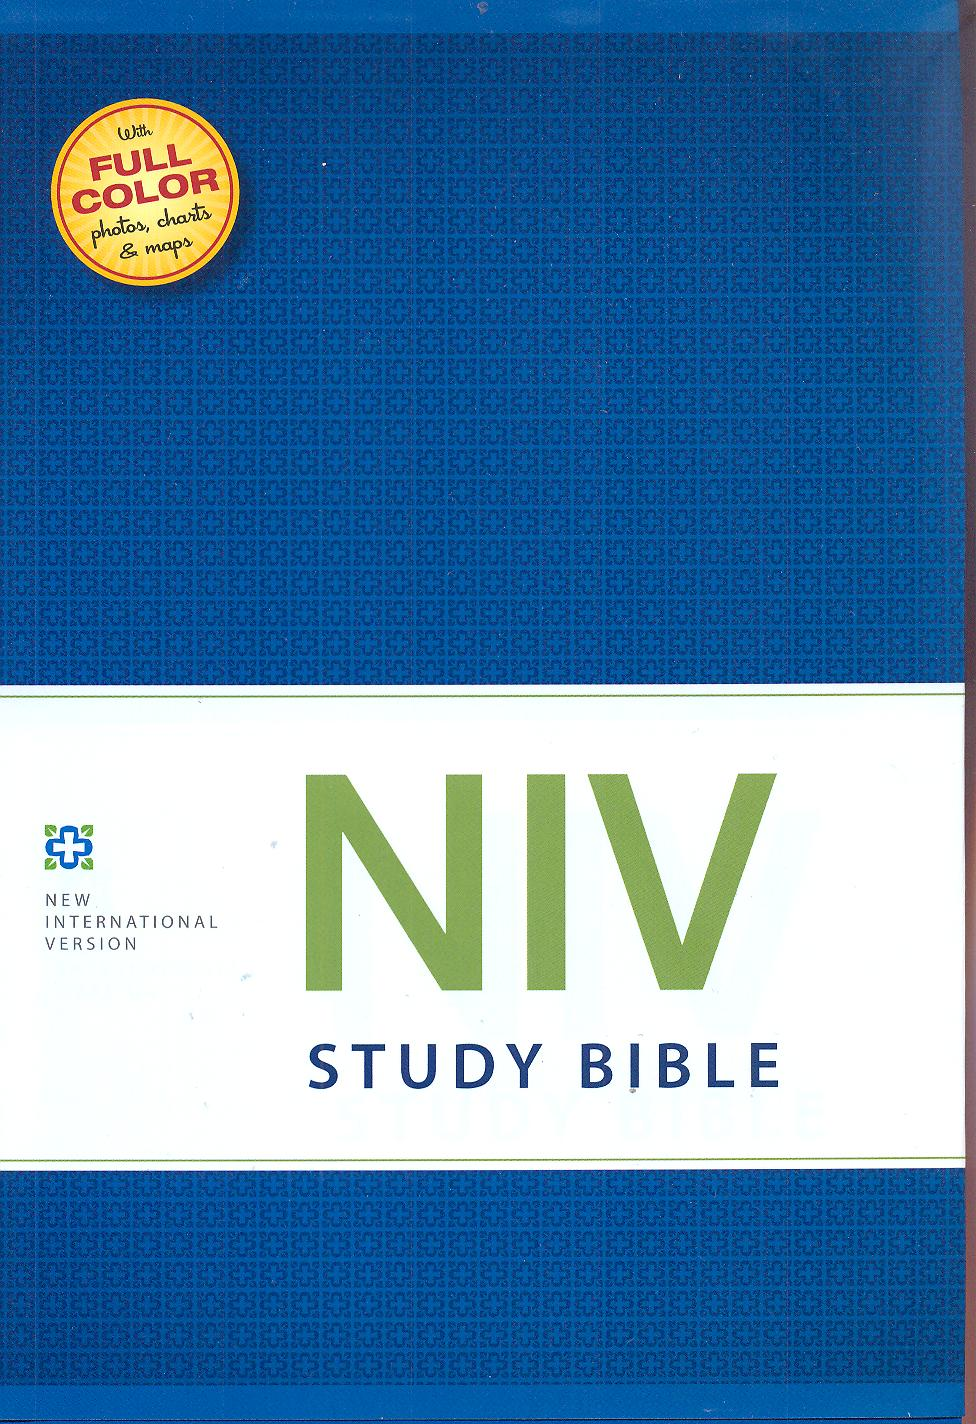 With
FULL
COLOR
photos, charts
& maps
NEW
INTERNATIONAL
VERSION
NIV
STUDY BIBLE